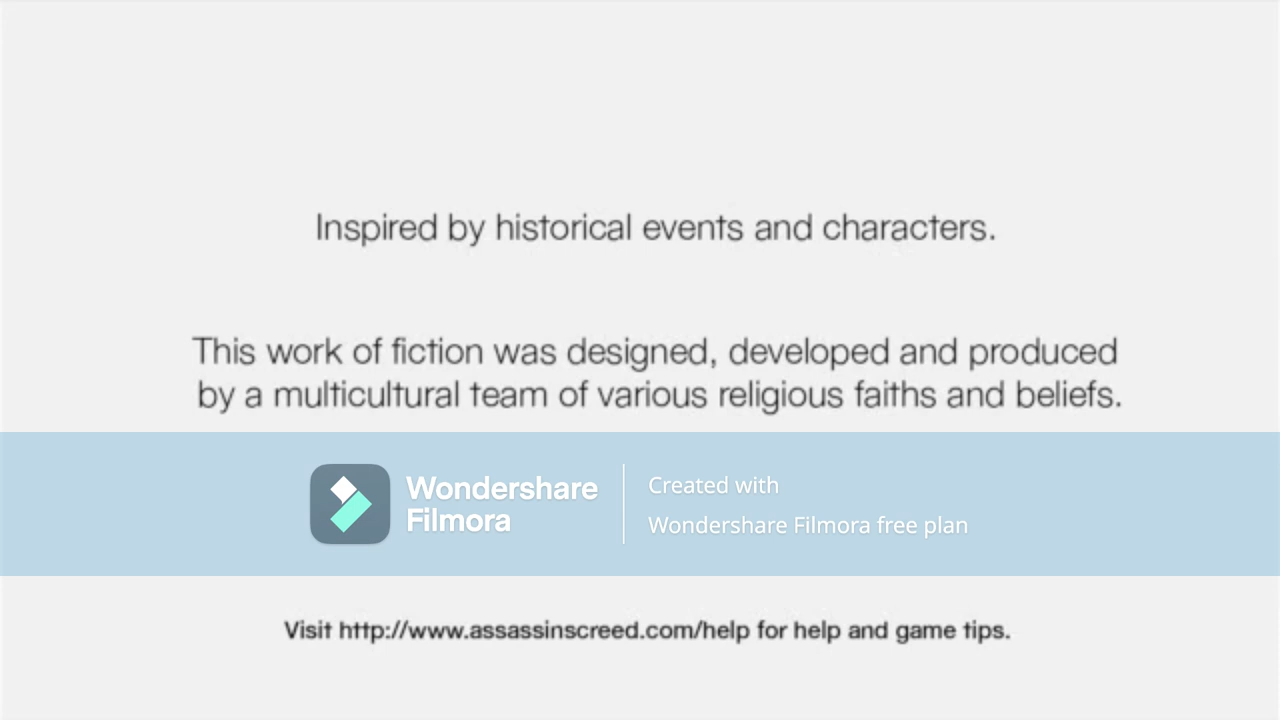 Inspired by historical events and characters.
This work of fiction was designed, developed and produced
by a multicultural team of various religious faiths and beliefs.
Wondershare
Filmora
Created with
Wondershare Filmora free plan
Visit http://www.assassinscreed.com/help for help and game tips.